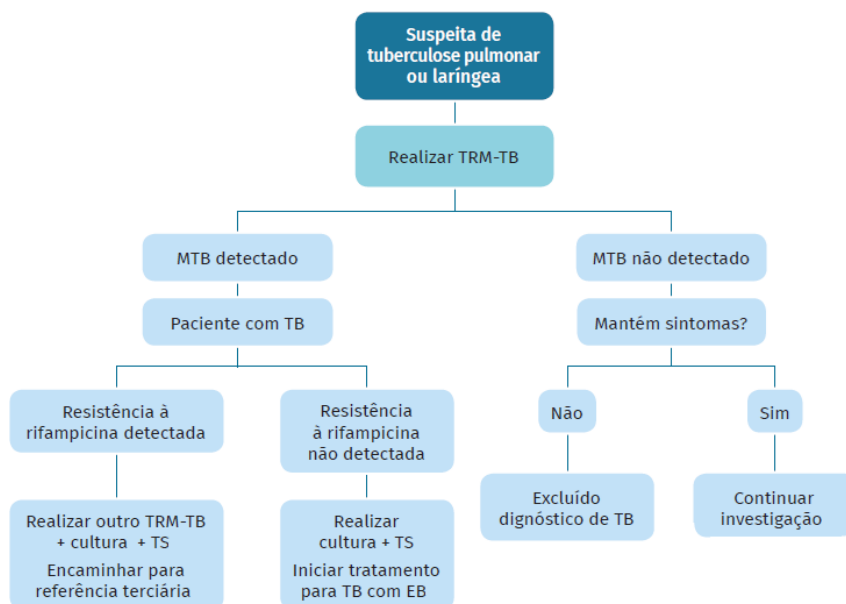 Suspeita de
tuberculose pulmonar
ou laríngea
Realizar TRM-TB
MTB detectado
MTB não detectado
Paciente com TB
Mantém sintomas?
Resistência à
rifampicina detectada
Resistência
à rifampicina
não detectada
Não
Sim
Realizar outro TRM-TB
+ cultura + TS
Encaminhar para
referência terciária
Realizar
cultura + TS
Iniciar tratamento
para TB com EB
Excluído
dignóstico de TB
Continuar
investigação